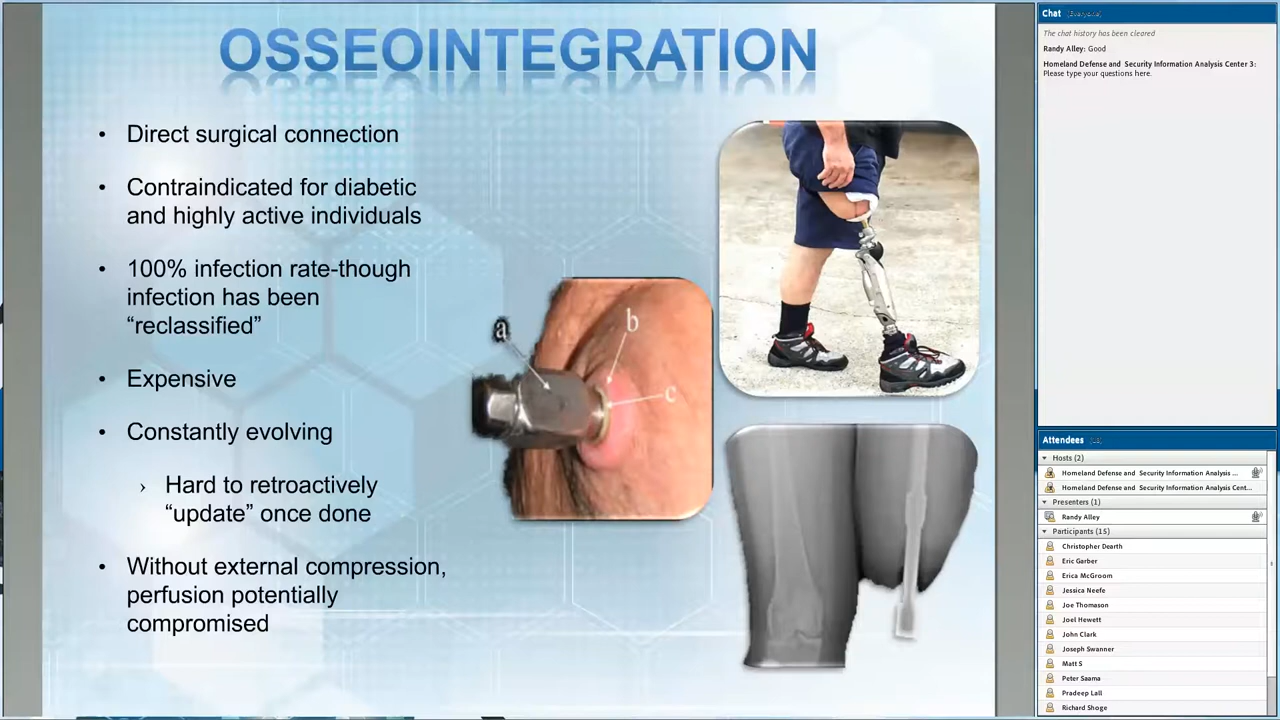 OSSEOINTEGRATION
• Direct surgical connection
• Contraindicated for diabetic
and highly active individuals
• 100% infection rate-though
infection has been
“reclassified”
• Expensive
• Constantly evolving
› Hard to retroactively
“update” once done
• Without external compression,
perfusion potentially
compromised
a
b
c
Chat (Everyone)
The chat history has been cleared
Randy Alley: Good
Homeland Defense and Security Information Analysis Center 3:
Please type your questions here.
Attendees
Hosts (2)
Homeland Defense and Security Information Analysis ...
Homeland Defense and Security Information Analysis Cent...
Presenters (1)
Randy Alley
Participants (15)
Christopher Dearth
Eric Garber
Erica McGroom
Jessica Neefe
Joe Thomason
Joel Hewett
John Clark
Joseph Swanner
Matt S
Peter Saama
Pradeep Lall
Richard Shoge